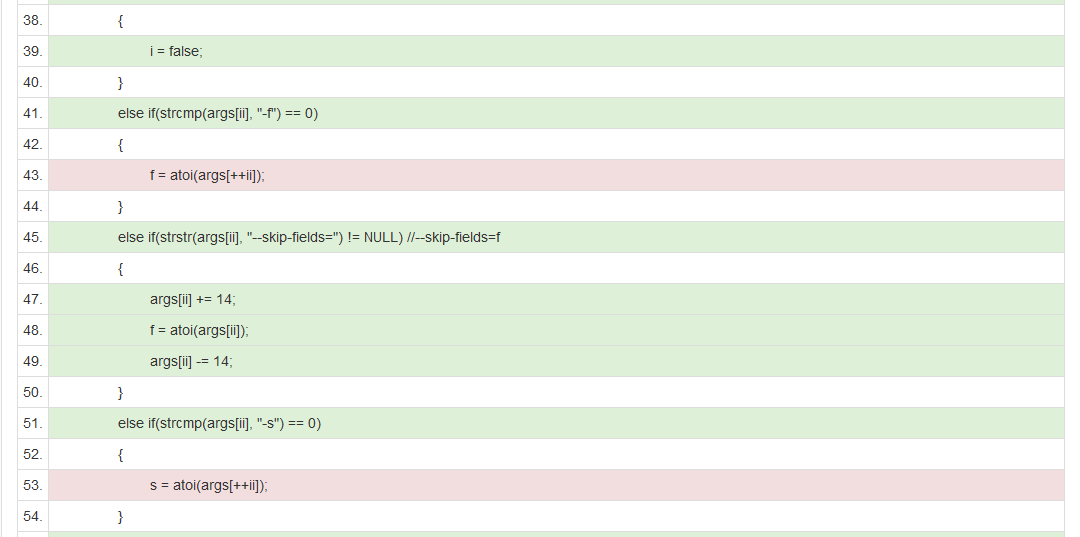 38. {
39. i = false;
40. }
41. else if(strcmp(args[ii], "-f") == 0)
42. {
43. f = atoi(args[++ii]);
44. }
45. else if(strstr(args[ii], "--skip-fields=") != NULL) //--skip-fields=f
46. {
47. args[ii] += 14;
48. f = atoi(args[ii]);
49. args[ii] -= 14;
50. }
51. else if(strcmp(args[ii], "-s") == 0)
52. {
53. s = atoi(args[++ii]);
54. }